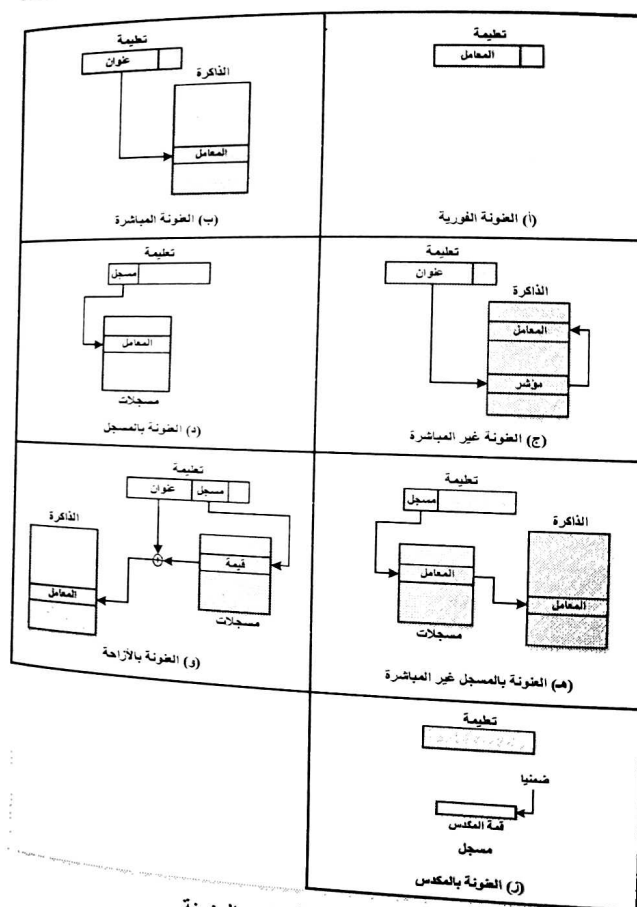 تعليمة
المعامل
(أ) العنونة الفورية
تعليمة
عنوان
الذاكرة
المعامل
(ب) العنونة المباشرة
تعليمة
عنوان
الذاكرة
المعامل
مؤشر
(ج) العنونة غير المباشرة
تعليمة
مسجل
المعامل
مسجلات
(د) العنونة بالمسجل
تعليمة
مسجل
الذاكرة
المعامل
المعامل
مسجلات
(هـ) العنونة بالمسجل غير المباشرة
تعليمة
عنوان
مسجل
الذاكرة
قيمة
+
المعامل
مسجلات
(و) العنونة بالأزاحة
تعليمة
ضمنيا
قمة المكدس
مسجل
(ز) العنونة بالمكدس